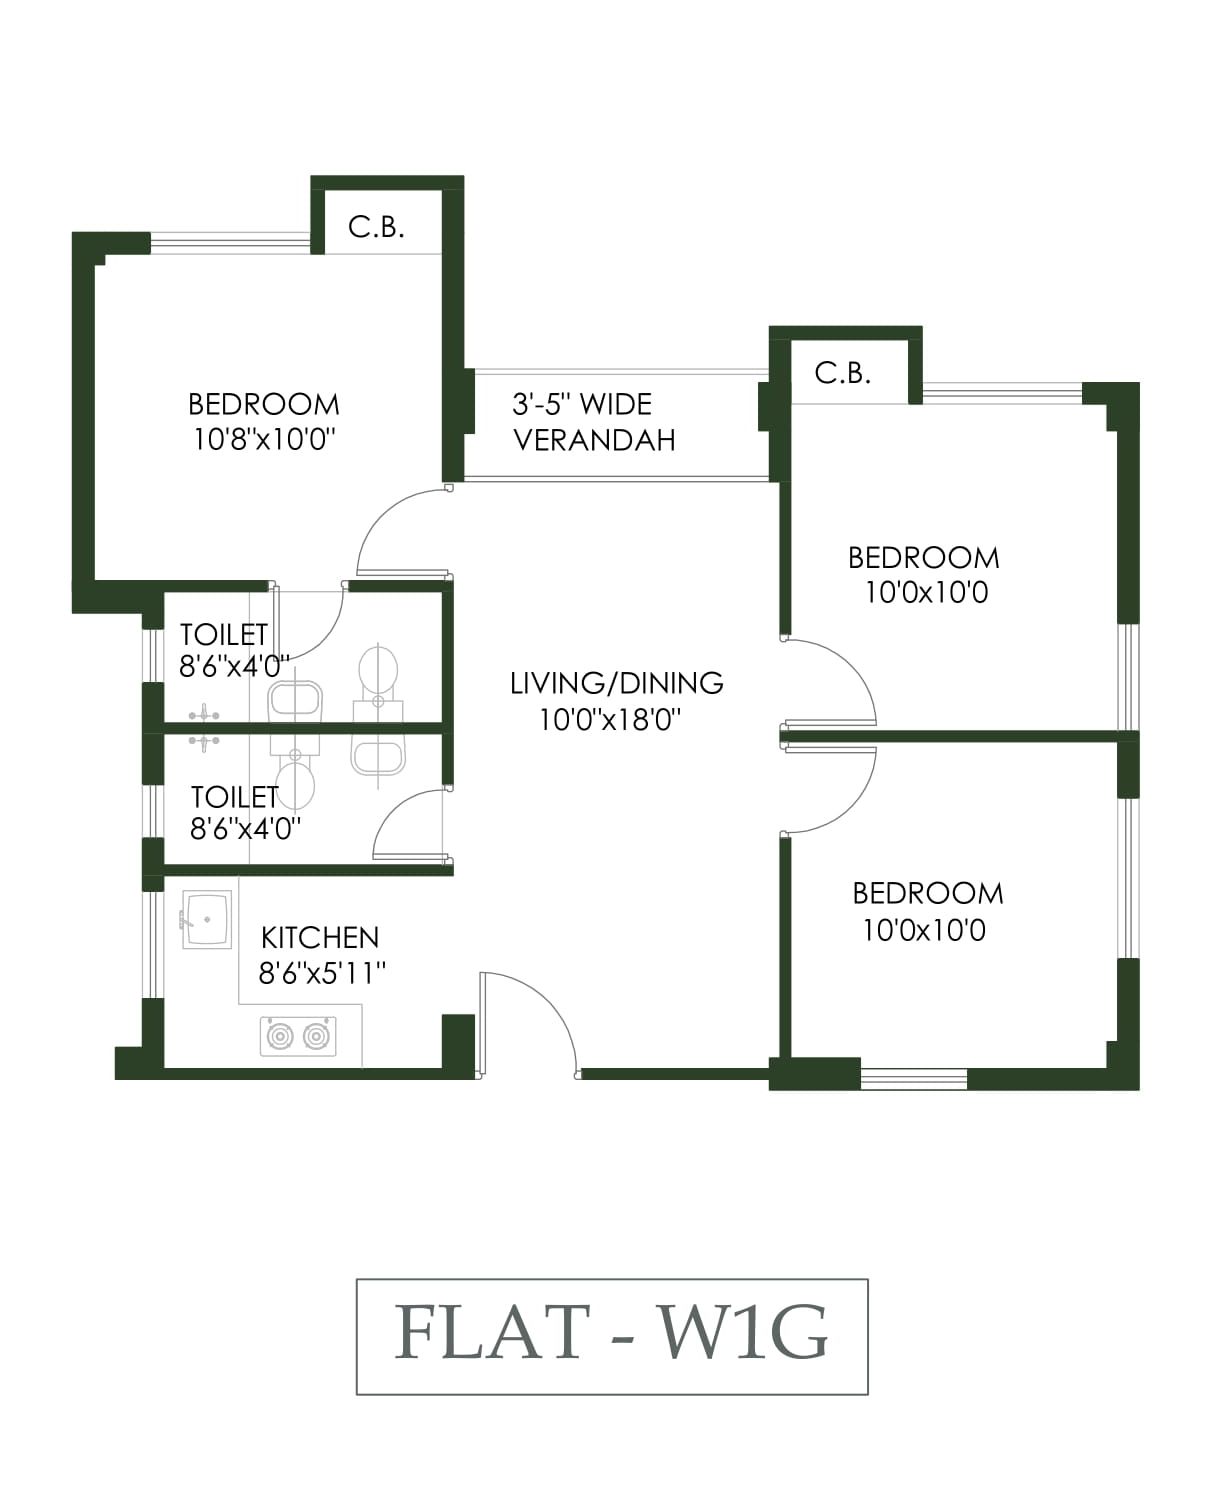 C.B.
C.B.
BEDROOM
10'8"x10'0"
3'-5" WIDE
VERANDAH
BEDROOM
10'0x10'0
TOILET
8'6"x4'0"
LIVING/DINING
10'0"x18'0"
TOILET
8'6"x4'0"
BEDROOM
10'0x10'0
KITCHEN
8'6"x5'11"
FLAT - W1G